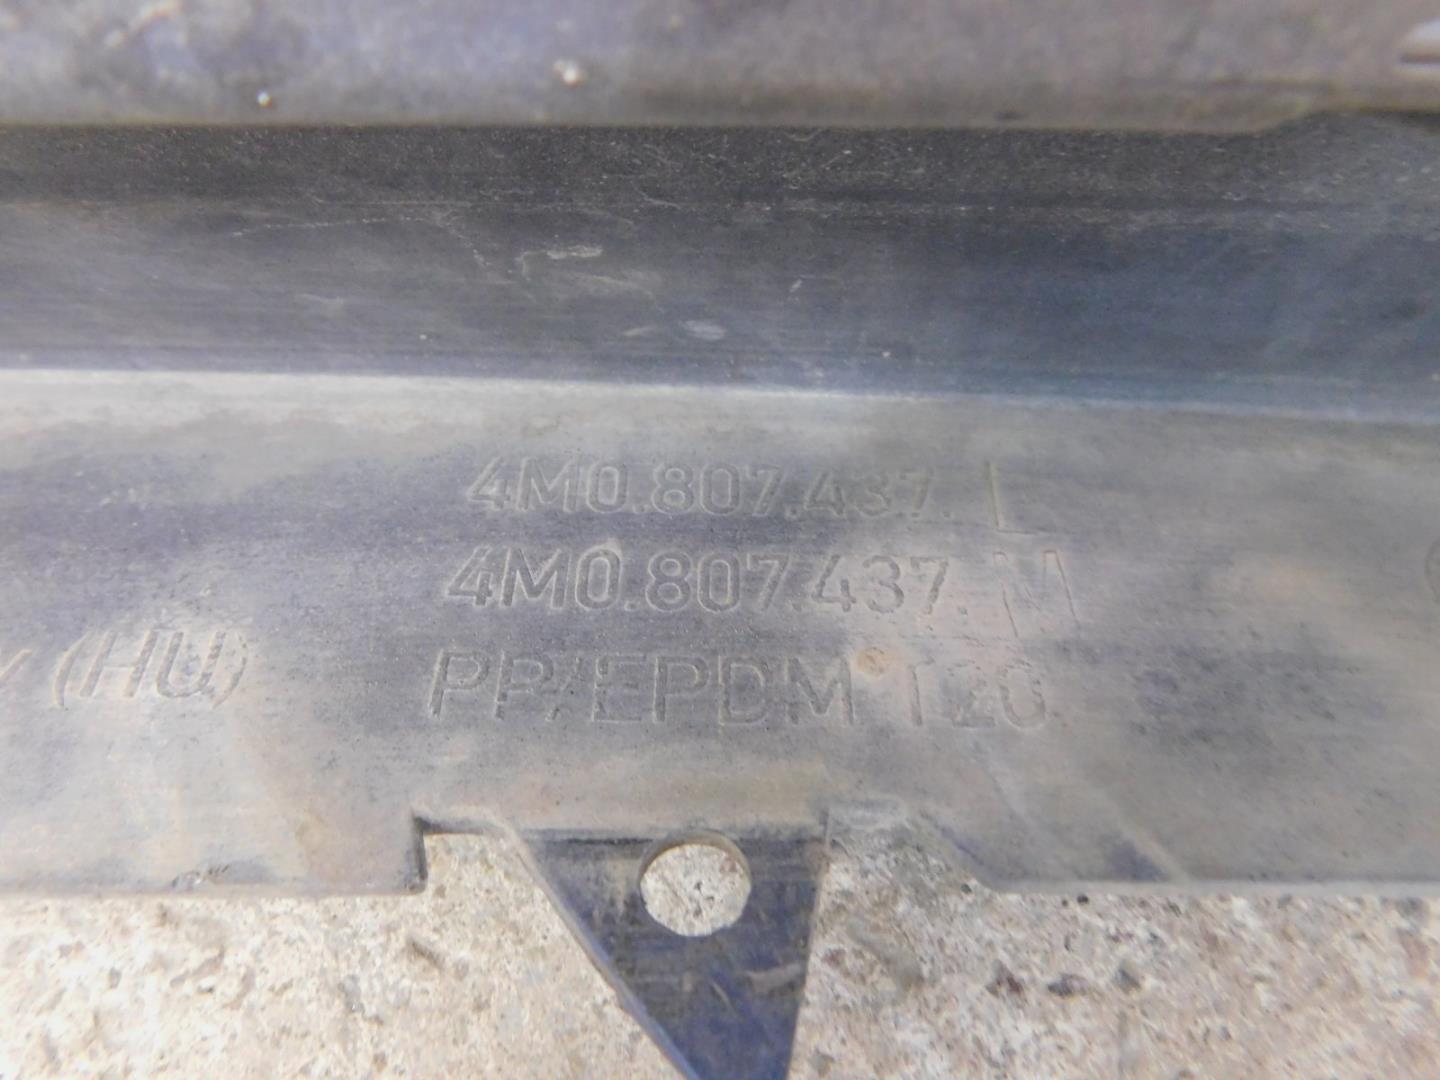 4M0.807.437. L
4M0.807.437. M
(HU)
PP/EPDM T20